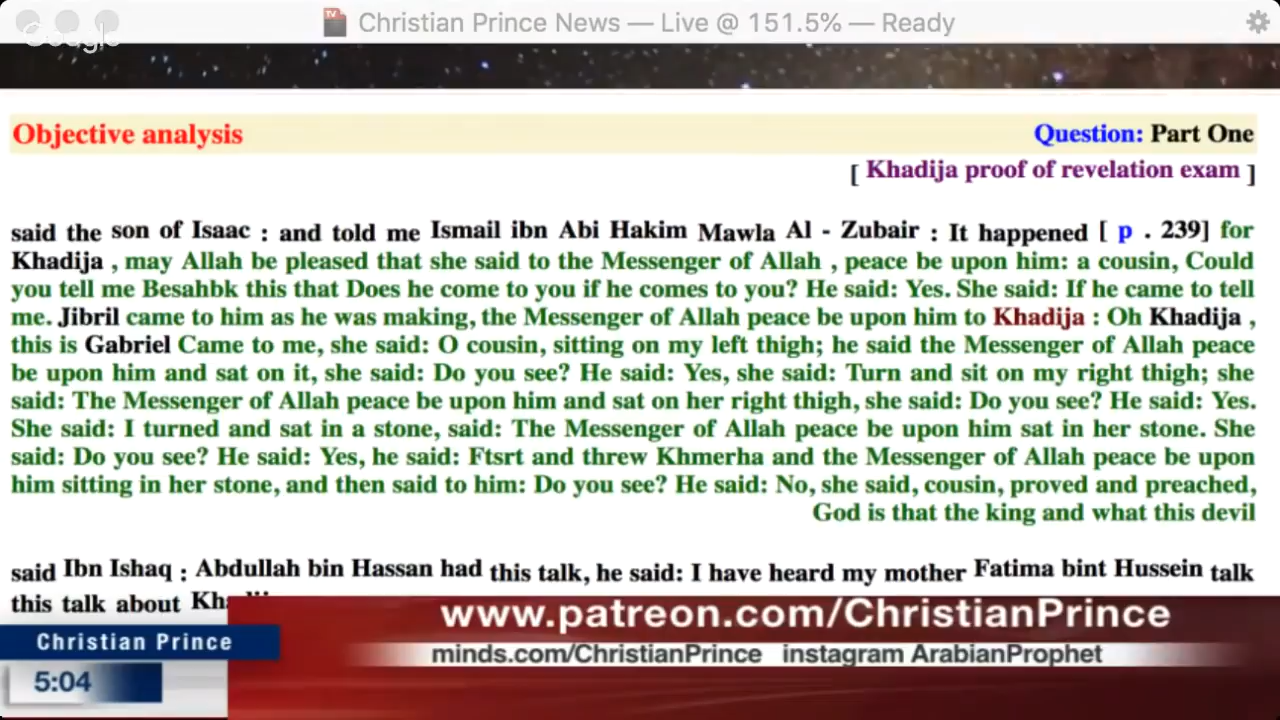 Christian Prince News — Live @ 151.5% — Ready
Google
Objective analysis
Question: Part One
[ Khadija proof of revelation exam ]
said the son of Isaac : and told me Ismail ibn Abi Hakim Mawla Al - Zubair : It happened [ p . 239] for
Khadija , may Allah be pleased that she said to the Messenger of Allah , peace be upon him: a cousin, Could
you tell me Besahbk this that Does he come to you if he comes to you? He said: Yes. She said: If he came to tell
me. Jibril came to him as he was making, the Messenger of Allah peace be upon him to Khadija : Oh Khadija ,
this is Gabriel Came to me, she said: O cousin, sitting on my left thigh; he said the Messenger of Allah peace
be upon him and sat on it, she said: Do you see? He said: Yes, she said: Turn and sit on my right thigh; she
said: The Messenger of Allah peace be upon him and sat on her right thigh, she said: Do you see? He said: Yes.
She said: I turned and sat in a stone, said: The Messenger of Allah peace be upon him sat in her stone. She
said: Do you see? He said: Yes, he said: Ftsrt and threw Khmerha and the Messenger of Allah peace be upon
him sitting in her stone, and then said to him: Do you see? He said: No, she said, cousin, proved and preached,
God is that the king and what this devil
said Ibn Ishaq : Abdullah bin Hassan had this talk, he said: I have heard my mother Fatima bint Hussein talk
this talk about
www.patreon.com/ChristianPrince
Christian Prince
minds.com/ChristianPrince instagram ArabianProphet
5:04